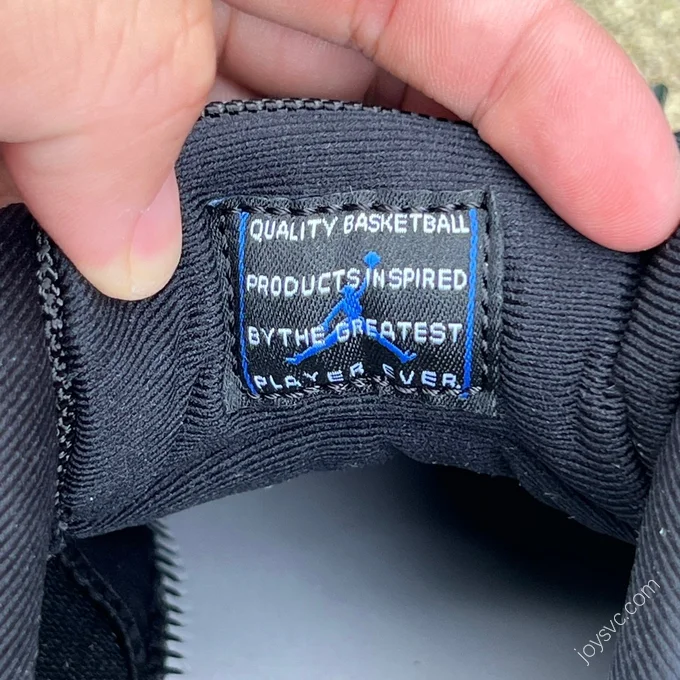 QUALITY BASKETBALL
PRODUCTS INSPIRED
BY THE GREATEST
PLAYER EVER.
joysvc.com